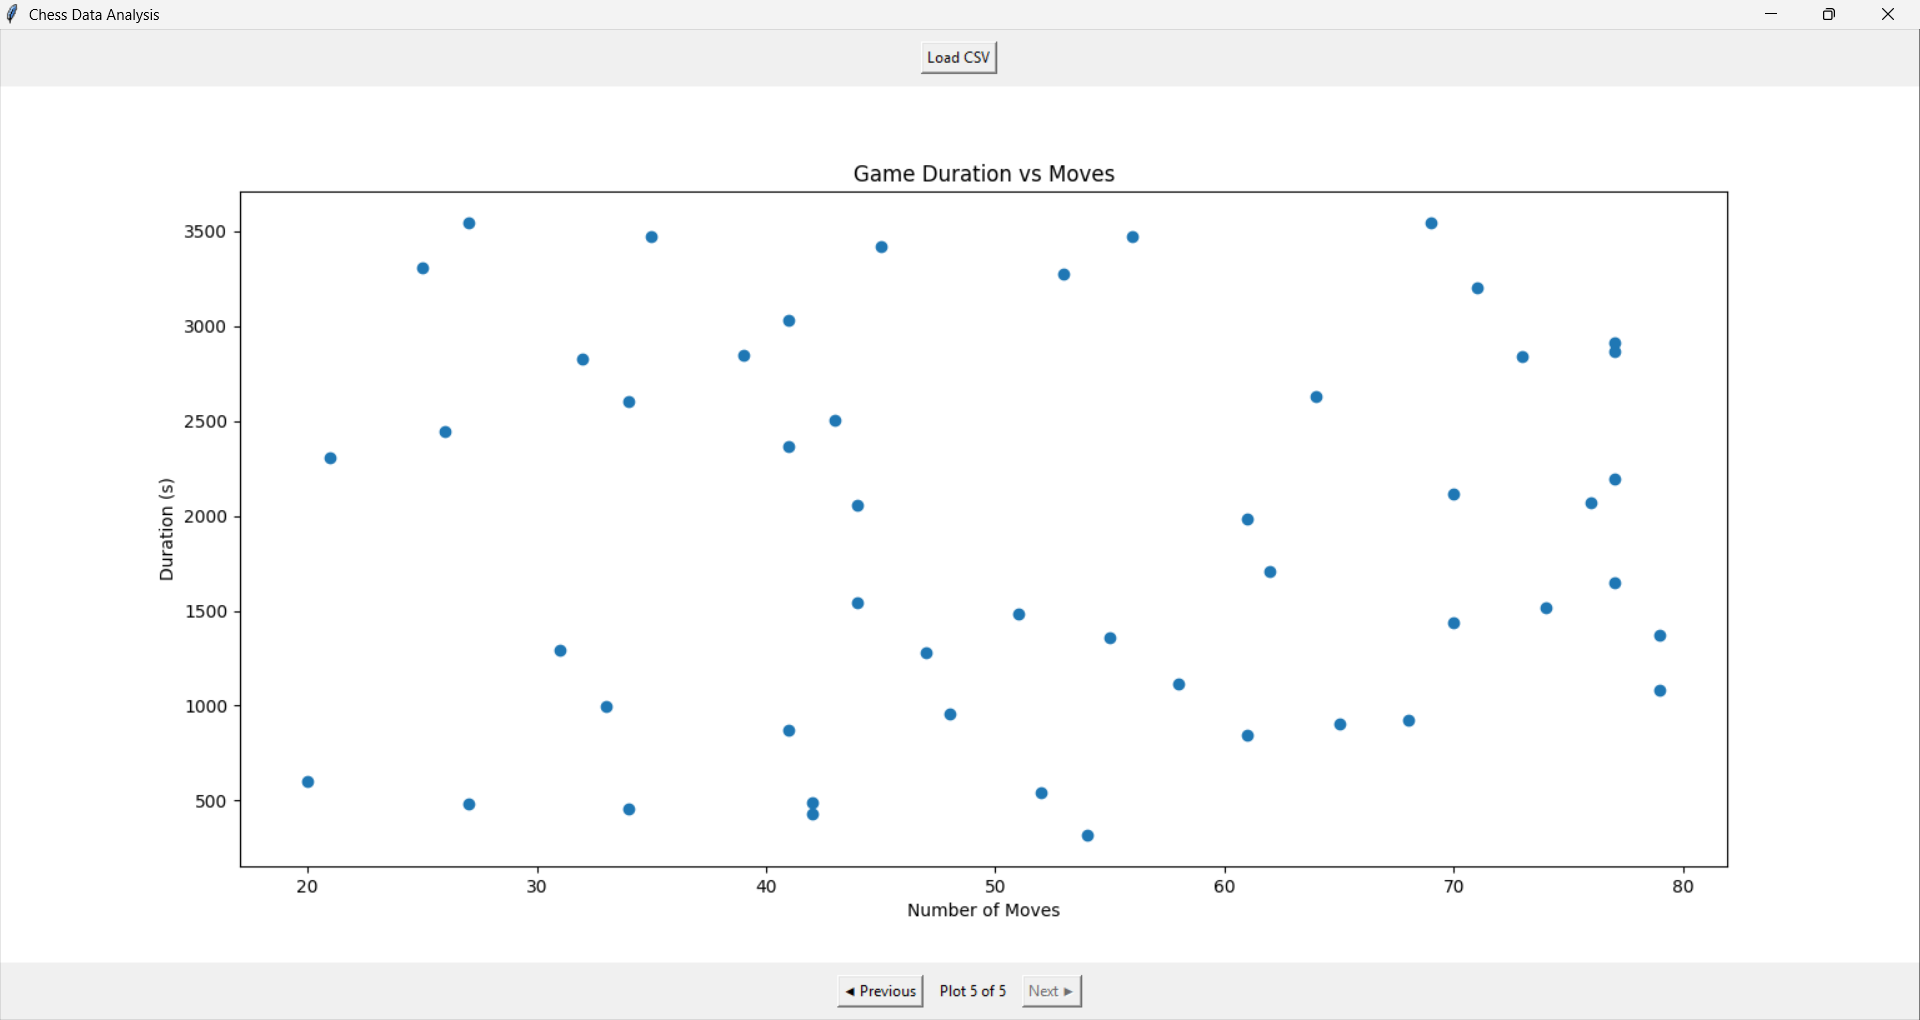 Chess Data Analysis
Load CSV
Game Duration vs Moves
3500
3000
2500
2000
1500
1000
500
Duration (s)
20 30 40 50 60 70 80
Number of Moves
◄ Previous Plot 5 of 5 Next ►